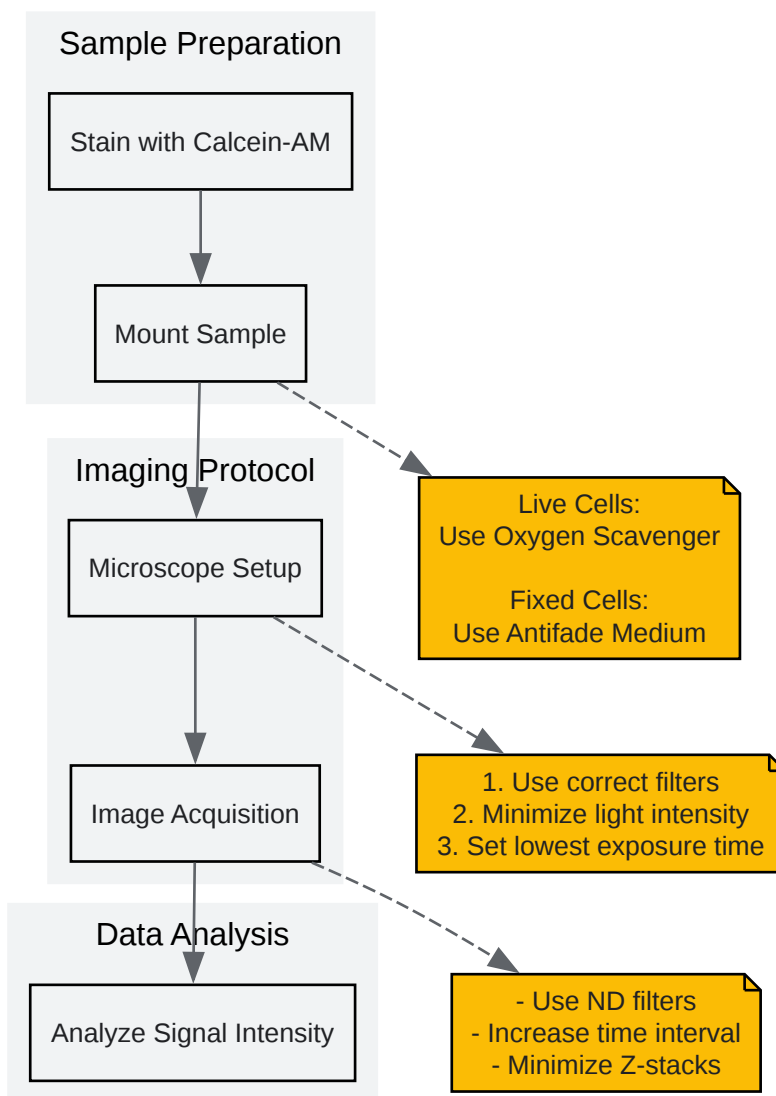 Sample Preparation
Stain with Calcein-AM
Mount Sample
Imaging Protocol
Microscope Setup
Live Cells:
Use Oxygen Scavenger
Fixed Cells:
Use Antifade Medium
Image Acquisition
1. Use correct filters
2. Minimize light intensity
3. Set lowest exposure time
Data Analysis
Analyze Signal Intensity
- Use ND filters
- Increase time interval
- Minimize Z-stacks